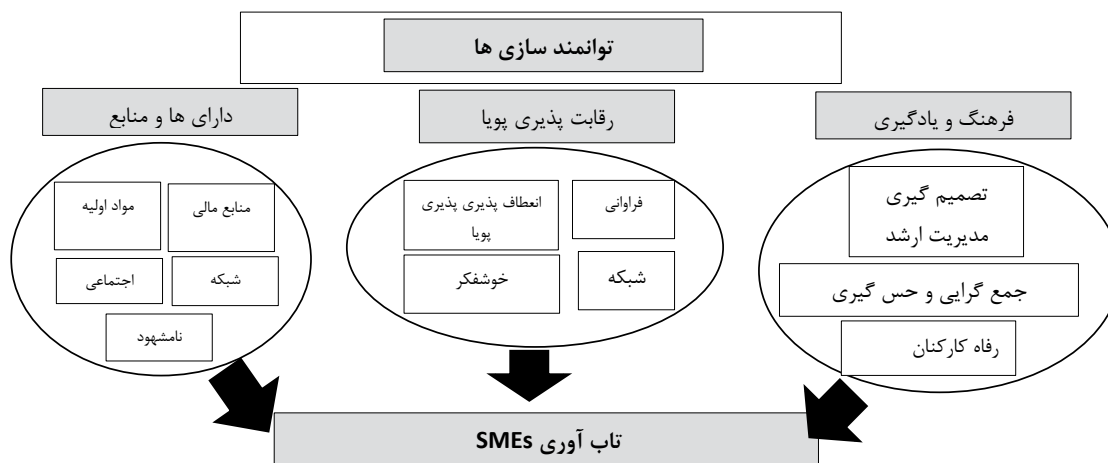 توانمند سازی ها
فرهنگ و یادگیری
رقابت پذیری پویا
دارای ها و منابع
تصمیم گیری
مدیریت ارشد
جمع گرایی و حس گیری
رفاه کارکنان
فراوانی
انعطاف پذیری پذیری
پویا
شبکه
خوشفکر
منابع مالی
مواد اولیه
شبکه
اجتماعی
نامشهود
تاب آوری SMEs